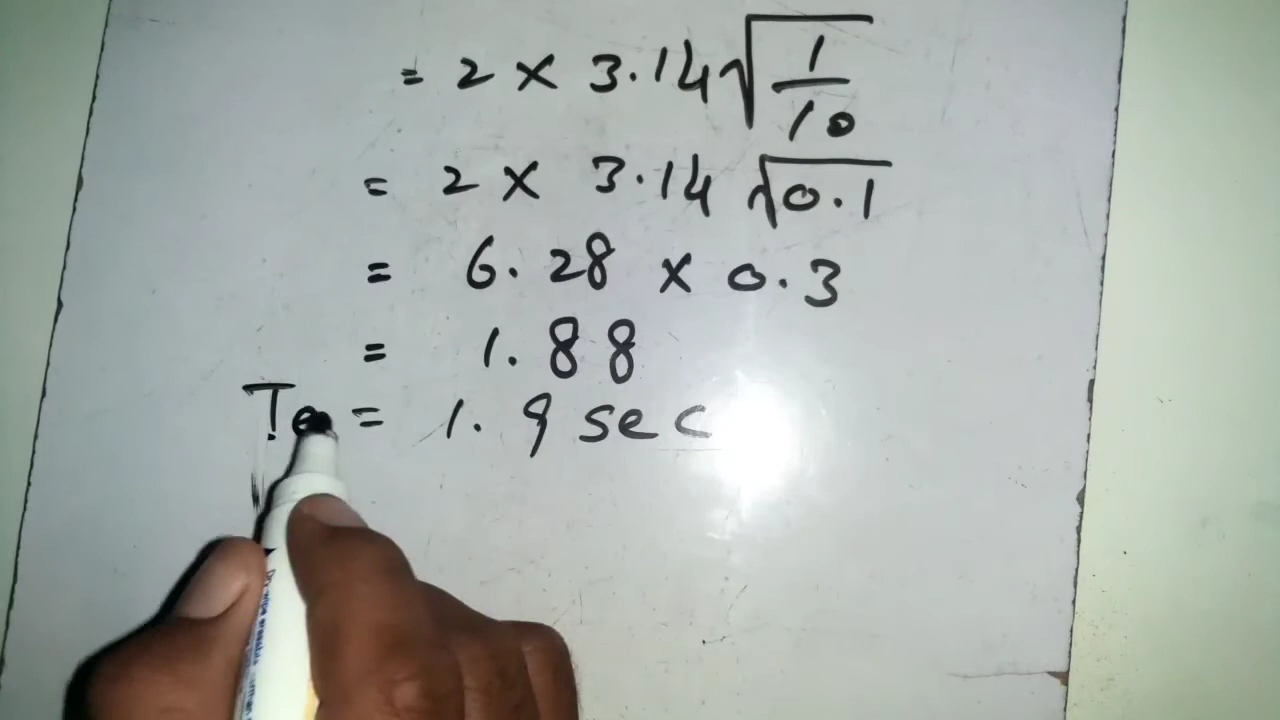 = 2 × 3.14 √(1/10)
= 2 × 3.14 √0.1
= 6.28 × 0.3
= 1.88
Te = 1.9 sec